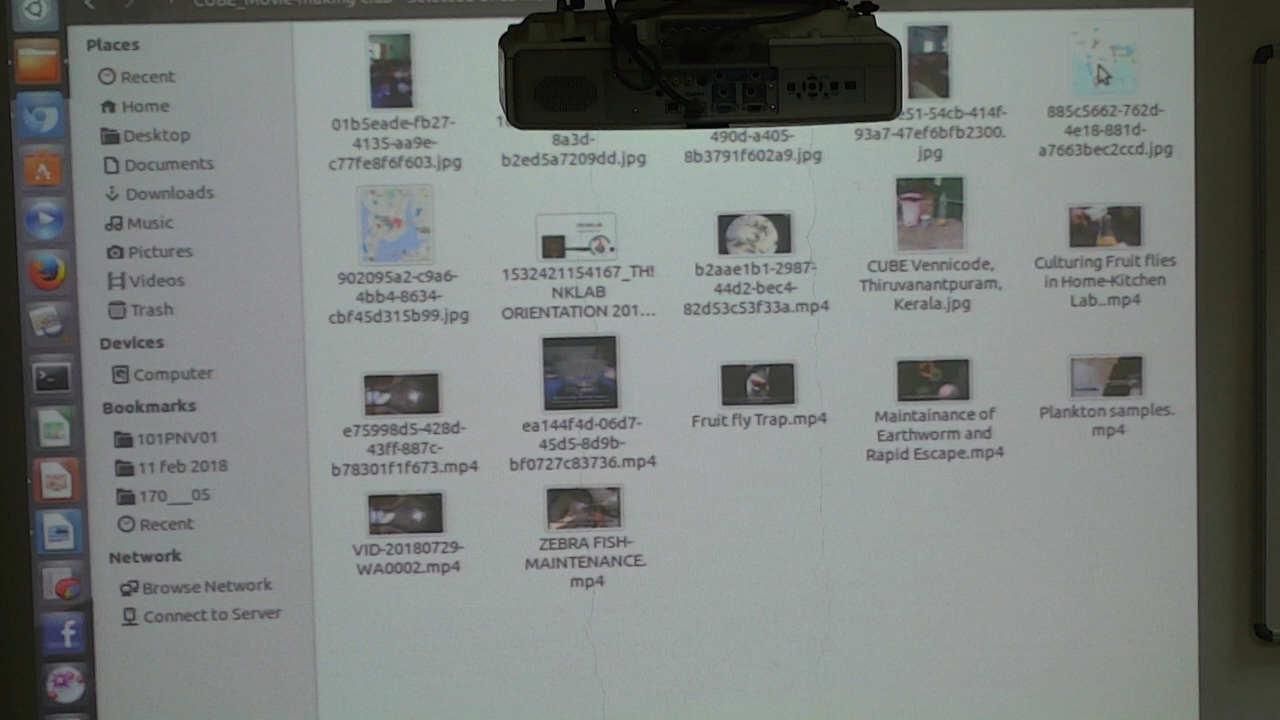 Places
Recent
Home
Desktop
Documents
Downloads
Music
Pictures
Videos
Trash
Devices
Computer
Bookmarks
101PNV01
11 feb 2018
170___05
Recent
Network
Browse Network
Connect to Server
01b5eade-fb27-
4135-aa9e-
c77fe8f6f603.jpg
8a3d-
b2ed5a7209dd.jpg
490d-a405-
8b3791f602a9.jpg
e51-54cb-414f-
93a7-47ef6bfb2300.
jpg
885c5662-762d-
4e18-881d-
a7663bec2ccd.jpg
902095a2-c9a6-
4bb4-8634-
cbf45d315b99.jpg
1532421154167_TH!
NKLAB
ORIENTATION 201...
b2aae1b1-2987-
44d2-bec4-
82d53c53f33a.mp4
CUBE Vennicode,
Thiruvanantpuram,
Kerala.jpg
Culturing Fruit flies
in Home-Kitchen
Lab_.mp4
e75998d5-428d-
43ff-887c-
b78301f1f673.mp4
ea144f4d-06d7-
45d5-8d9b-
bf0727c83736.mp4
Fruit fly Trap.mp4
Maintainance of
Earthworm and
Rapid Escape.mp4
Plankton samples.
mp4
VID-20180729-
WA0002.mp4
ZEBRA FISH-
MAINTENANCE.
mp4